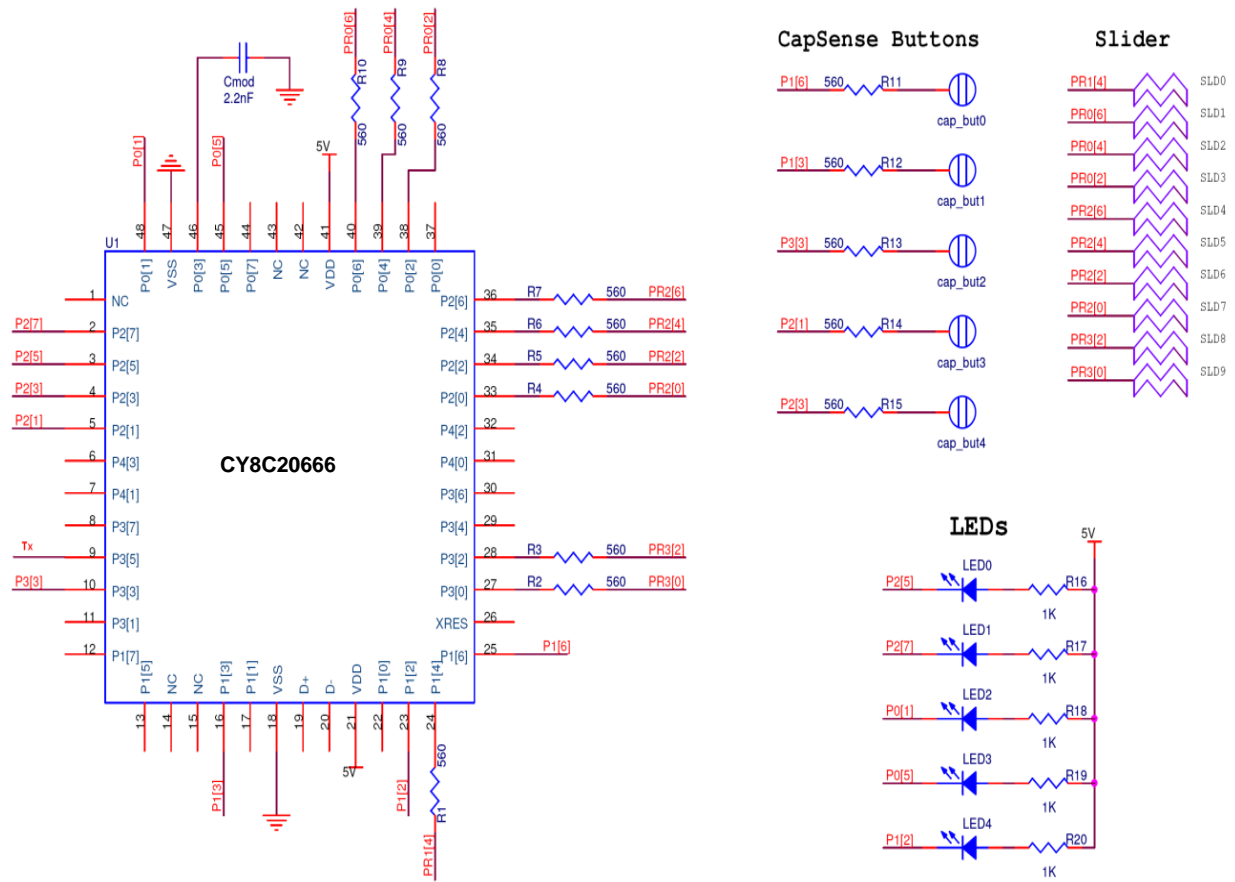 PR0[6]
PR0[4]
PR0[2]
R10
R9
R8
560
560
560
Cmod
2.2nF
P0[1]
P0[5]
5V
48
47
46
45
44
43
42
41
40
39
38
37
U1
P0[1]
VSS
P0[3]
P0[5]
P0[7]
NC
NC
VDD
P0[6]
P0[4]
P0[2]
P0[0]
1 NC
P2[7] 2 P2[7]
P2[5] 3 P2[5]
P2[3] 4 P2[3]
P2[1] 5 P2[1]
6 P4[3]
7 P4[1]
8 P3[7]
Tx 9 P3[5]
P3[3] 10 P3[3]
11 P3[1]
12 P1[7]
CY8C20666
P2[6] 36 R7 560 PR2[6]
P2[4] 35 R6 560 PR2[4]
P2[2] 34 R5 560 PR2[2]
P2[0] 33 R4 560 PR2[0]
P4[2] 32
P4[0] 31
P3[6] 30
P3[4] 29
P3[2] 28 R3 560 PR3[2]
P3[0] 27 R2 560 PR3[0]
XRES 26
P1[6] 25 P1[6]
P1[5]
NC
NC
P1[3]
P1[1]
VSS
D+
D-
VDD
P1[0]
P1[2]
P1[4]
13
14
15
16
17
18
19
20
21
22
23
24
P1[3]
5V
P1[2]
560
R1
PR1[4]
CapSense Buttons
P1[6] 560 R11
cap_but0
P1[3] 560 R12
cap_but1
P3[3] 560 R13
cap_but2
P2[1] 560 R14
cap_but3
P2[3] 560 R15
cap_but4
Slider
PR1[4] SLD0
PR0[6] SLD1
PR0[4] SLD2
PR0[2] SLD3
PR2[6] SLD4
PR2[4] SLD5
PR2[2] SLD6
PR2[0] SLD7
PR3[2] SLD8
PR3[0] SLD9
LEDs
5V
LED0
P2[5] R16
1K
LED1
P2[7] R17
1K
LED2
P0[1] R18
1K
LED3
P0[5] R19
1K
LED4
P1[2] R20
1K